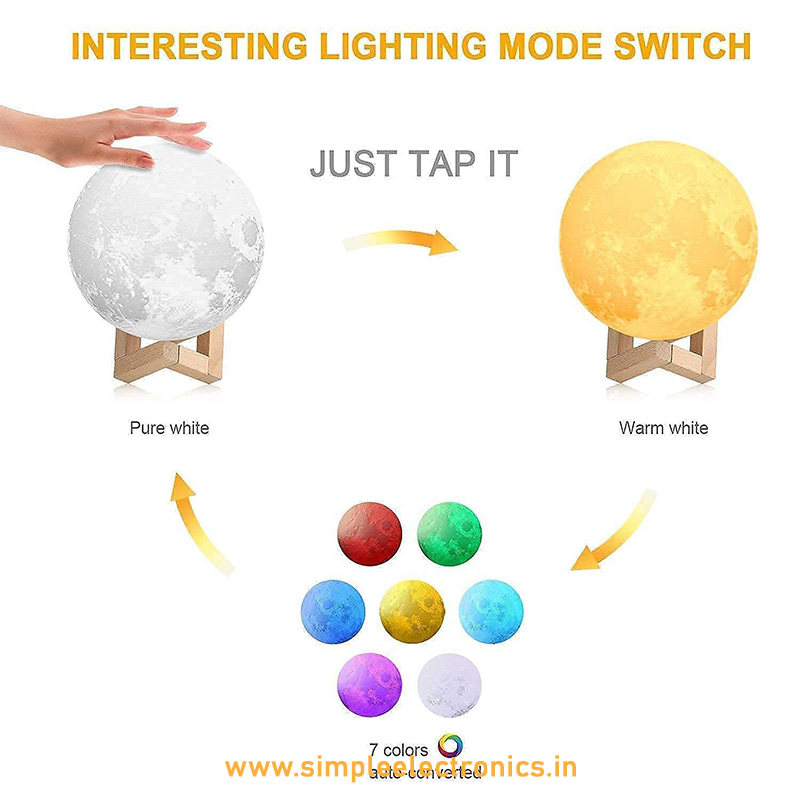 INTERESTING LIGHTING MODE SWITCH
JUST TAP IT
Pure white
Warm white
7 colors
auto-converted
www.simpleelectronics.in